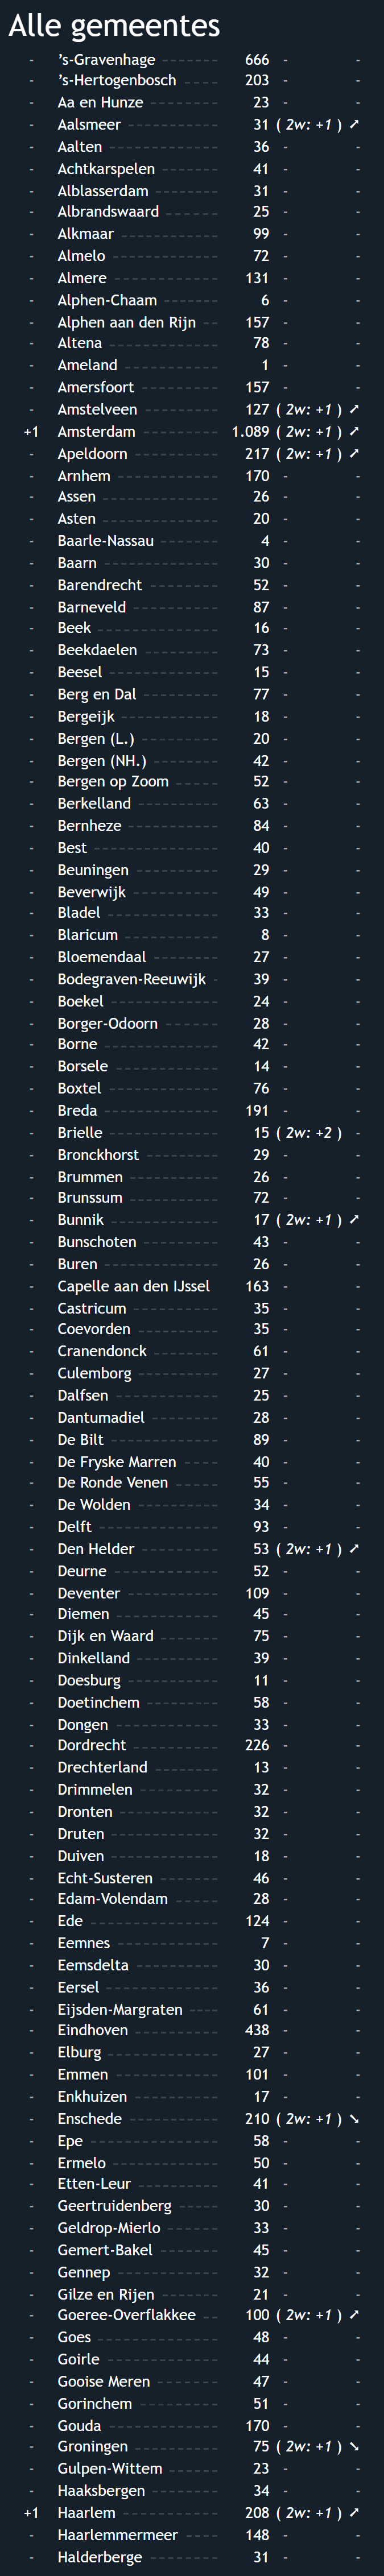 Alle gemeentes
- ’s-Gravenhage 666 - -
- ’s-Hertogenbosch 203 - -
- Aa en Hunze 23 - -
- Aalsmeer 31 ( 2w: +1 ) ➚
- Aalten 36 - -
- Achtkarspelen 41 - -
- Alblasserdam 31 - -
- Albrandswaard 25 - -
- Alkmaar 99 - -
- Almelo 72 - -
- Almere 131 - -
- Alphen-Chaam 6 - -
- Alphen aan den Rijn 157 - -
- Altena 78 - -
- Ameland 1 - -
- Amersfoort 157 - -
- Amstelveen 127 ( 2w: +1 ) ➚
+1 Amsterdam 1.089 ( 2w: +1 ) ➚
- Apeldoorn 217 ( 2w: +1 ) ➚
- Arnhem 170 - -
- Assen 26 - -
- Asten 20 - -
- Baarle-Nassau 4 - -
- Baarn 30 - -
- Barendrecht 52 - -
- Barneveld 87 - -
- Beek 16 - -
- Beekdaelen 73 - -
- Beesel 15 - -
- Berg en Dal 77 - -
- Bergeijk 18 - -
- Bergen (L.) 20 - -
- Bergen (NH.) 42 - -
- Bergen op Zoom 52 - -
- Berkelland 63 - -
- Bernheze 84 - -
- Best 40 - -
- Beuningen 29 - -
- Beverwijk 49 - -
- Bladel 33 - -
- Blaricum 8 - -
- Bloemendaal 27 - -
- Bodegraven-Reeuwijk 39 - -
- Boekel 24 - -
- Borger-Odoorn 28 - -
- Borne 42 - -
- Borsele 14 - -
- Boxtel 76 - -
- Breda 191 - -
- Brielle 15 ( 2w: +2 ) -
- Bronckhorst 29 - -
- Brummen 26 - -
- Brunssum 72 - -
- Bunnik 17 ( 2w: +1 ) ➚
- Bunschoten 43 - -
- Buren 26 - -
- Capelle aan den IJssel 163 - -
- Castricum 35 - -
- Coevorden 35 - -
- Cranendonck 61 - -
- Culemborg 27 - -
- Dalfsen 25 - -
- Dantumadiel 28 - -
- De Bilt 89 - -
- De Fryske Marren 40 - -
- De Ronde Venen 55 - -
- De Wolden 34 - -
- Delft 93 - -
- Den Helder 53 ( 2w: +1 ) ➚
- Deurne 52 - -
- Deventer 109 - -
- Diemen 45 - -
- Dijk en Waard 75 - -
- Dinkelland 39 - -
- Doesburg 11 - -
- Doetinchem 58 - -
- Dongen 33 - -
- Dordrecht 226 - -
- Drechterland 13 - -
- Drimmelen 32 - -
- Dronten 32 - -
- Druten 32 - -
- Duiven 18 - -
- Echt-Susteren 46 - -
- Edam-Volendam 28 - -
- Ede 124 - -
- Eemnes 7 - -
- Eemsdelta 30 - -
- Eersel 36 - -
- Eijsden-Margraten 61 - -
- Eindhoven 438 - -
- Elburg 27 - -
- Emmen 101 - -
- Enkhuizen 17 - -
- Enschede 210 ( 2w: +1 ) ➘
- Epe 58 - -
- Ermelo 50 - -
- Etten-Leur 41 - -
- Geertruidenberg 30 - -
- Geldrop-Mierlo 33 - -
- Gemert-Bakel 45 - -
- Gennep 32 - -
- Gilze en Rijen 21 - -
- Goeree-Overflakkee 100 ( 2w: +1 ) ➚
- Goes 48 - -
- Goirle 44 - -
- Gooise Meren 47 - -
- Gorinchem 51 - -
- Gouda 170 - -
- Groningen 75 ( 2w: +1 ) ➘
- Gulpen-Wittem 23 - -
- Haaksbergen 34 - -
+1 Haarlem 208 ( 2w: +1 ) ➚
- Haarlemmermeer 148 - -
- Halderberge 31 - -